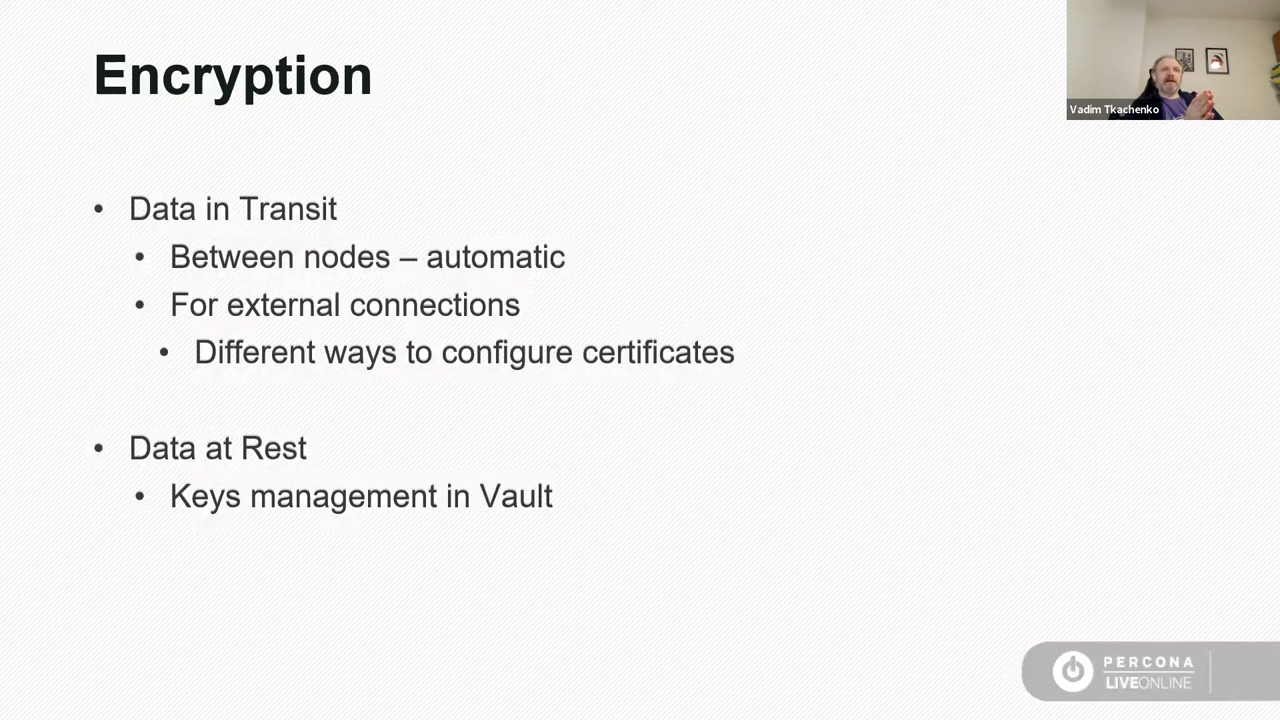 Encryption
Vadim Tkachenko
• Data in Transit
• Between nodes – automatic
• For external connections
• Different ways to configure certificates
• Data at Rest
• Keys management in Vault
PERCONA
LIVEONLINE